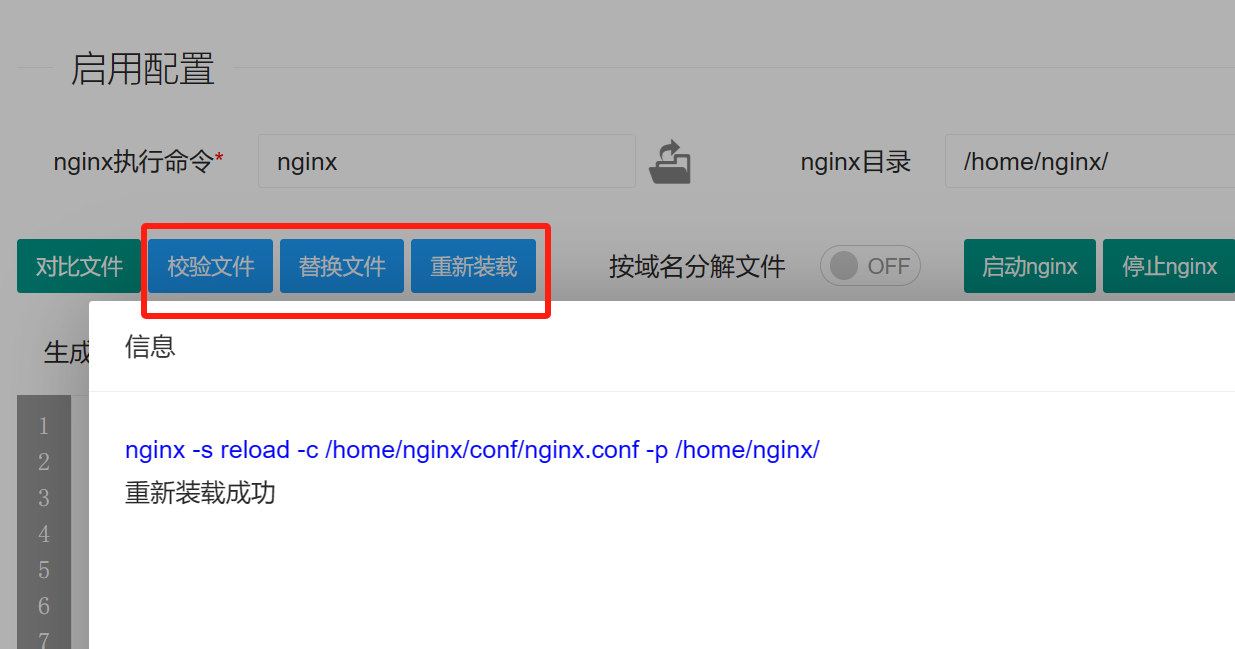 启用配置
nginx执行命令* nginx nginx目录 /home/nginx/
对比文件 校验文件 替换文件 重新装载 按域名分解文件 OFF 启动nginx 停止nginx
生成
信息
1
nginx -s reload -c /home/nginx/conf/nginx.conf -p /home/nginx/
2
重新装载成功
3
4
5
6
7